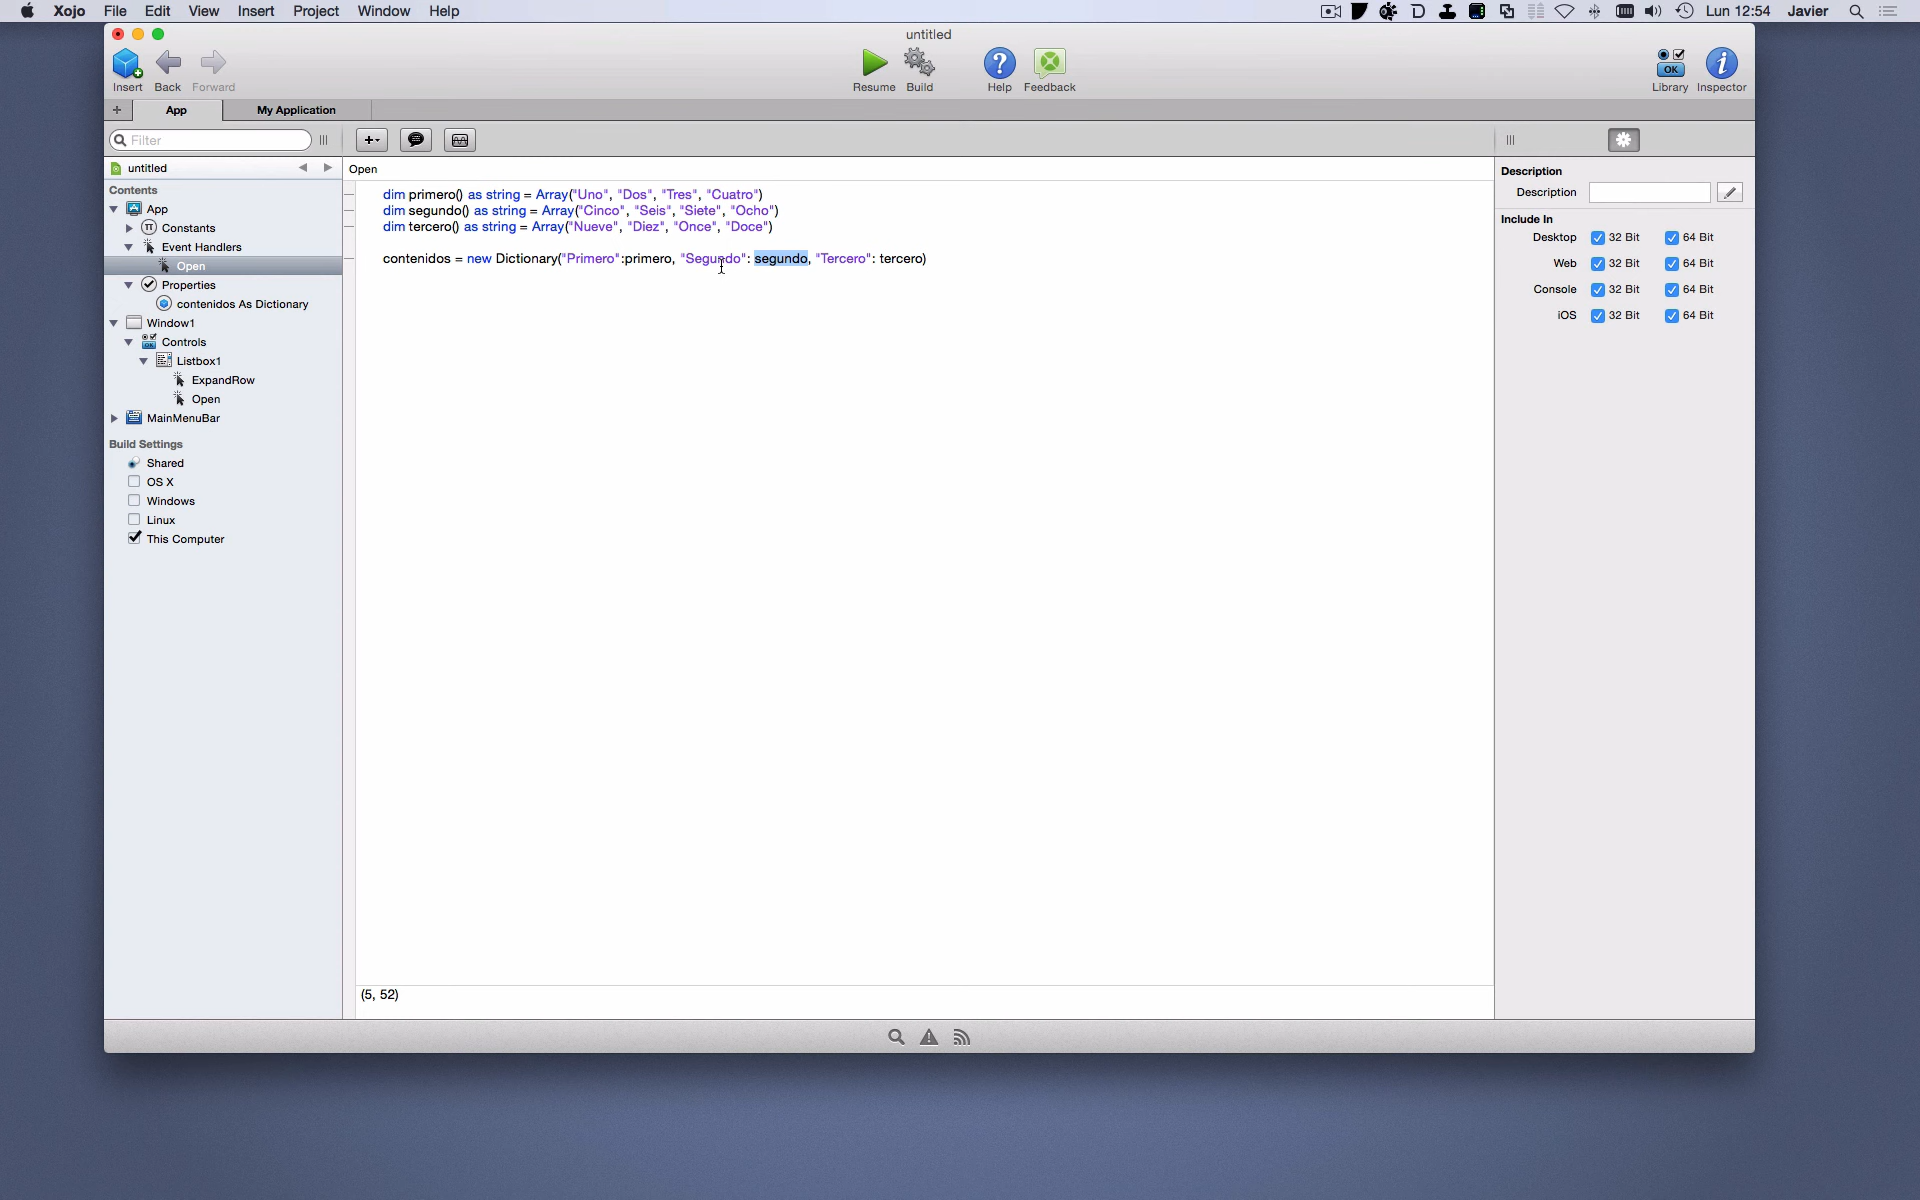 Xojo File Edit View Insert Project Window Help Lun 12:54 Javier
untitled
Insert Back Forward Resume Build Help Feedback Library Inspector
App My Application
Filter
untitled
Open
Contents
App
Constants
Event Handlers
Open
Properties
contenidos As Dictionary
Window1
Controls
Listbox1
ExpandRow
Open
MainMenuBar
Build Settings
Shared
OS X
Windows
Linux
This Computer
dim primero() as string = Array("Uno", "Dos", "Tres", "Cuatro")
dim segundo() as string = Array("Cinco", "Seis", "Siete", "Ocho")
dim tercero() as string = Array("Nueve", "Diez", "Once", "Doce")
contenidos = new Dictionary("Primero":primero, "Segundo": segundo, "Tercero": tercero)
(5, 52)
Description
Description
Include In
Desktop 32 Bit 64 Bit
Web 32 Bit 64 Bit
Console 32 Bit 64 Bit
iOS 32 Bit 64 Bit